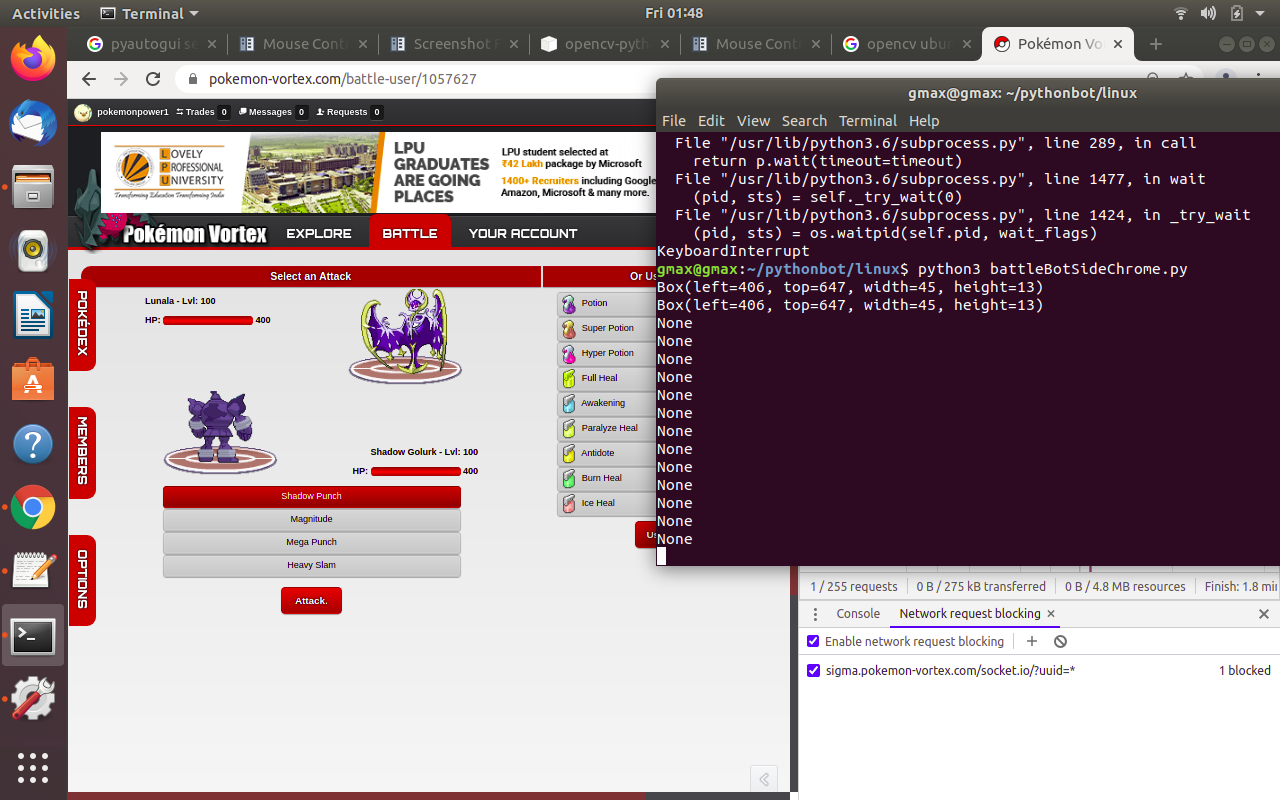 Activities
Terminal
Fri 01:48
pyautogui se
Mouse Cont
Screenshot F
opencv-pyth
Mouse Cont
opencv ubun
Pokémon Vo
pokemon-vortex.com/battle-user/1057627
pokemonpower1 Trades 0 Messages 0 Requests 0
LOVELY
PROFESSIONAL
UNIVERSITY
Transforming Education Transforming India
LPU
GRADUATES
ARE GOING
PLACES
LPU student selected at
₹42 Lakh package by Microsoft
1400+ Recruiters including Google
Amazon, Microsoft & many more.
Pokémon Vortex
EXPLORE
BATTLE
YOUR ACCOUNT
POKÉDEX
MEMBERS
OPTIONS
Select an Attack
Lunala - Lvl: 100
HP: 400
Shadow Golurk - Lvl: 100
HP: 400
Shadow Punch
Magnitude
Mega Punch
Heavy Slam
Attack.
Or Us
Potion
Super Potion
Hyper Potion
Full Heal
Awakening
Paralyze Heal
Antidote
Burn Heal
Ice Heal
Us
gmax@gmax: ~/pythonbot/linux
File Edit View Search Terminal Help
File "/usr/lib/python3.6/subprocess.py", line 289, in call
return p.wait(timeout=timeout)
File "/usr/lib/python3.6/subprocess.py", line 1477, in wait
(pid, sts) = self._try_wait(0)
File "/usr/lib/python3.6/subprocess.py", line 1424, in _try_wait
(pid, sts) = os.waitpid(self.pid, wait_flags)
KeyboardInterrupt
gmax@gmax:~/pythonbot/linux$ python3 battleBotSideChrome.py
Box(left=406, top=647, width=45, height=13)
Box(left=406, top=647, width=45, height=13)
None
None
None
None
None
None
None
None
None
None
None
None
None
1 / 255 requests
0 B / 275 kB transferred
0 B / 4.8 MB resources
Finish: 1.8 min
Console
Network request blocking
Enable network request blocking
sigma.pokemon-vortex.com/socket.io/?uuid=*
1 blocked